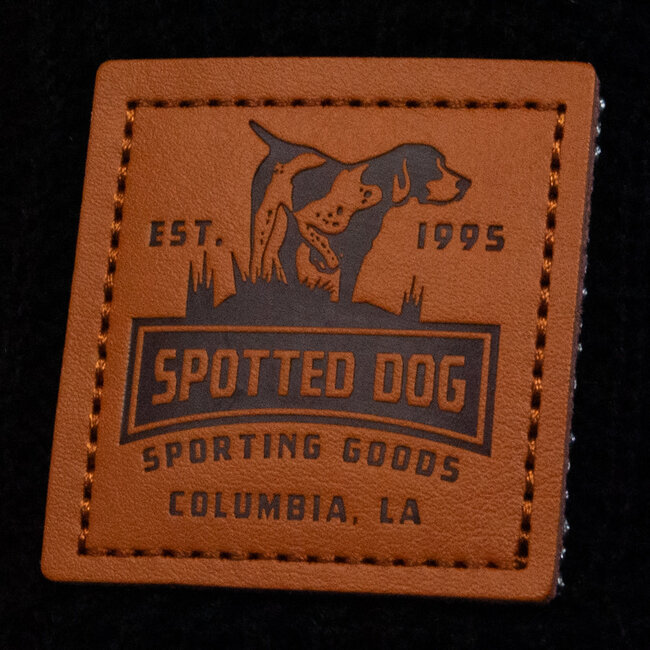 EST. 1995
SPOTTED DOG
SPORTING GOODS
COLUMBIA, LA